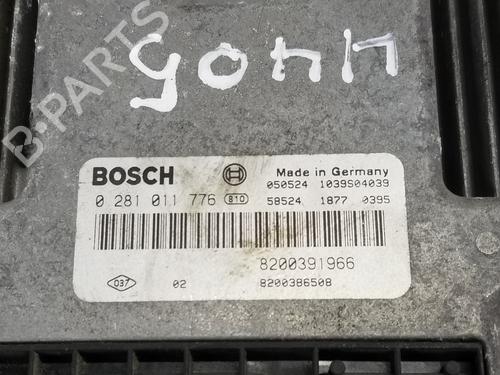 B-PARTS
BOSCH
Made in Germany
050524 1039S04039
0 281 011 776 810
58524 1877 0395
8200391966
037 02 8200386508